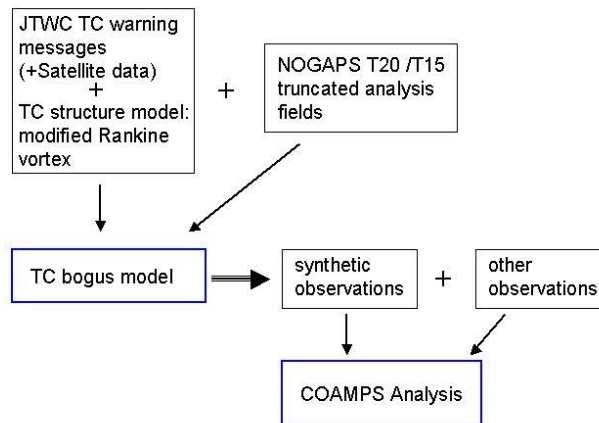 JTWC TC warning
messages
(+Satellite data)
+
TC structure model:
modified Rankine
vortex
+
NOGAPS T20 /T15
truncated analysis
fields
TC bogus model
synthetic
observations
+
other
observations
COAMPS Analysis